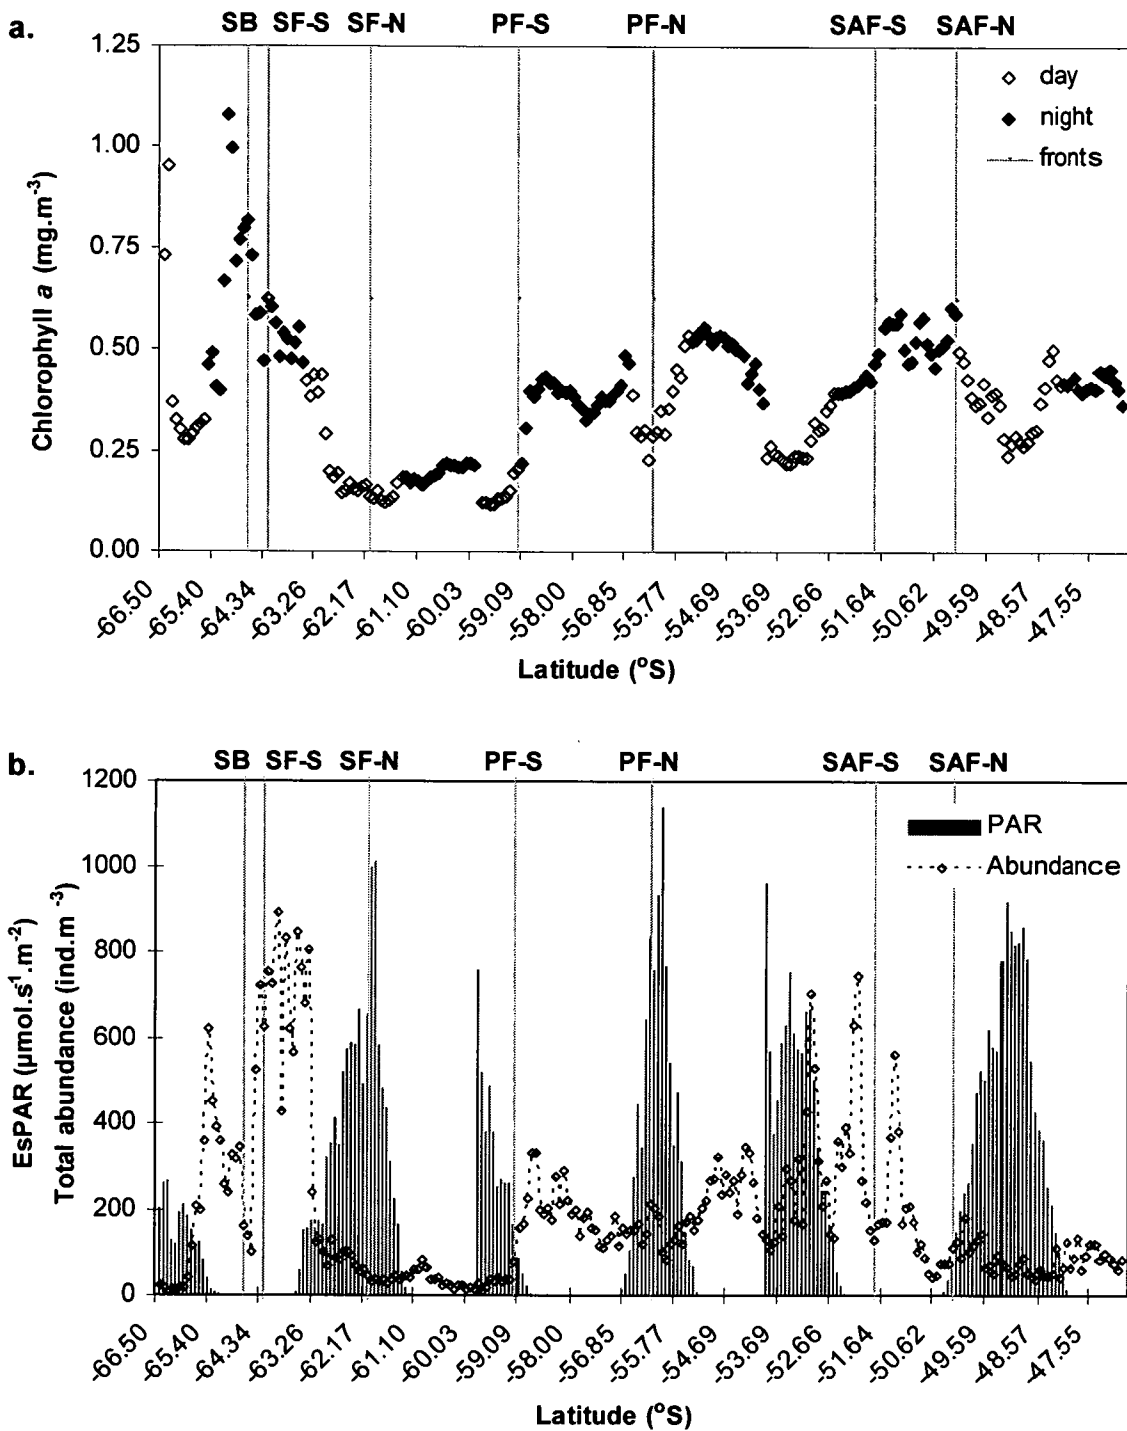 a.
SB SF-S SF-N PF-S PF-N SAF-S SAF-N
1.25
1.00
0.75
0.50
0.25
0.00
Chlorophyll a (mg.m⁻³)
day
night
fronts
-66.50 -65.40 -64.34 -63.26 -62.17 -61.10 -60.03 -59.09 -58.00 -56.85 -55.77 -54.69 -53.69 -52.66 -51.64 -50.62 -49.59 -48.57 -47.55
Latitude (°S)
b.
SB SF-S SF-N PF-S PF-N SAF-S SAF-N
1200
1000
800
600
400
200
0
EsPAR (µmol.s⁻¹.m⁻²)
Total abundance (ind.m⁻³)
PAR
Abundance
-66.50 -65.40 -64.34 -63.26 -62.17 -61.10 -60.03 -59.09 -58.00 -56.85 -55.77 -54.69 -53.69 -52.66 -51.64 -50.62 -49.59 -48.57 -47.55
Latitude (°S)